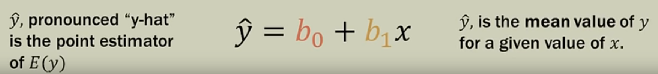 ŷ, pronounced “y-hat”
is the point estimator
of E(y)
ŷ = b₀ + b₁x
ŷ, is the mean value of y
for a given value of x.